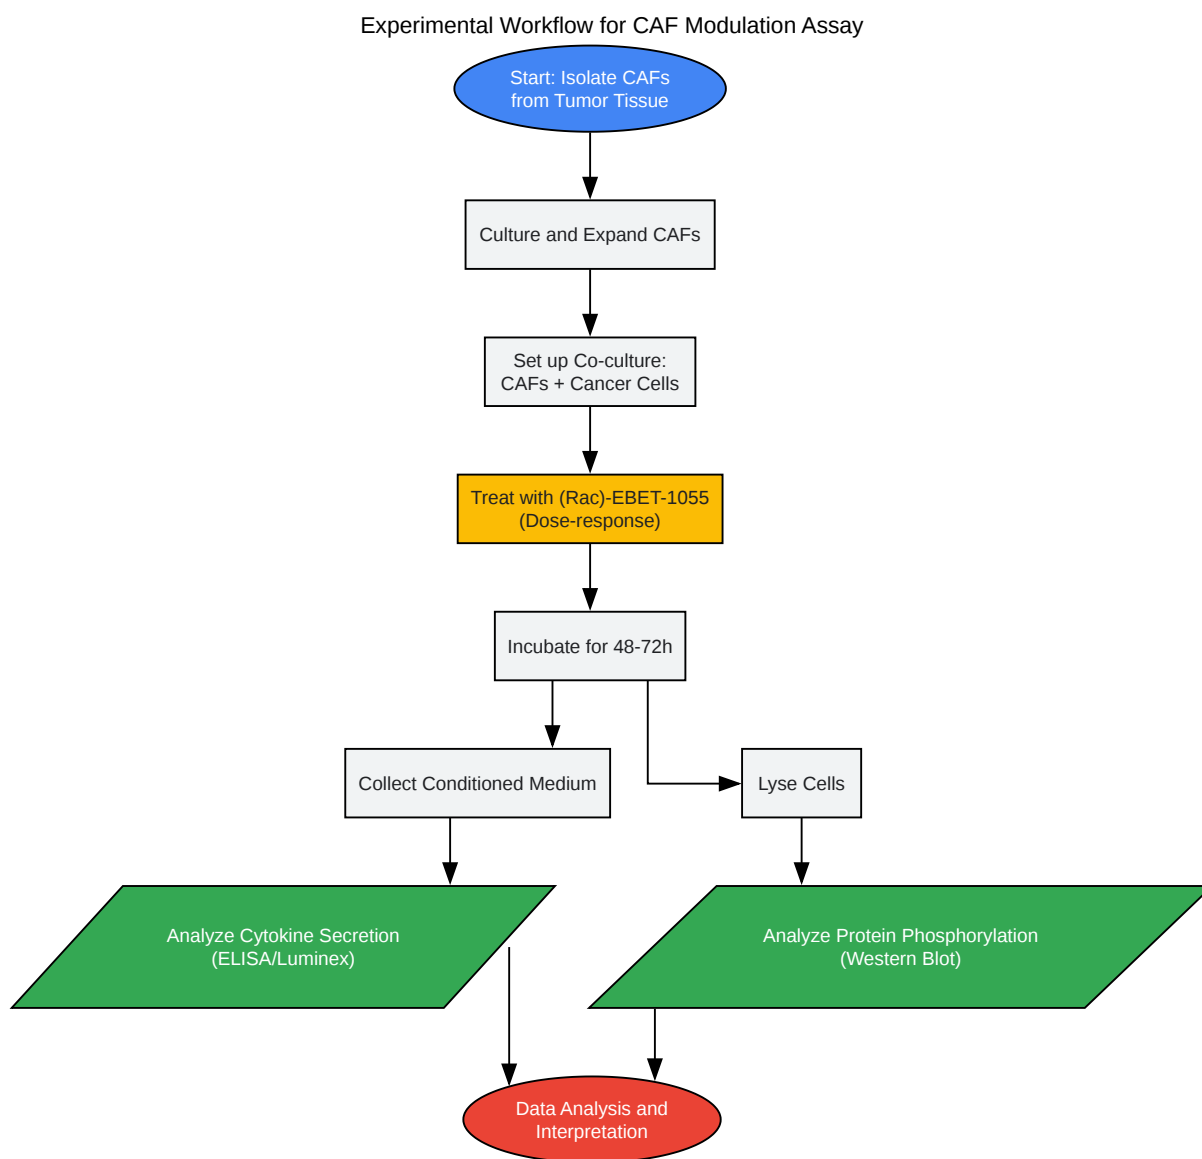 Experimental Workflow for CAF Modulation Assay
Start: Isolate CAFs
from Tumor Tissue
Culture and Expand CAFs
Set up Co-culture:
CAFs + Cancer Cells
Treat with (Rac)-EBET-1055
(Dose-response)
Incubate for 48-72h
Collect Conditioned Medium
Lyse Cells
Analyze Cytokine Secretion
(ELISA/Luminex)
Analyze Protein Phosphorylation
(Western Blot)
Data Analysis and
Interpretation